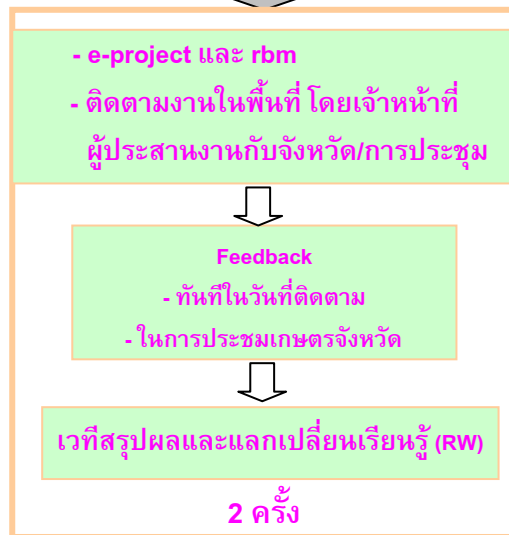 - e-project และ rbm
- ติดตามงานในพื้นที่ โดยเจ้าหน้าที่
ผู้ประสานงานกับจังหวัด/การประชุม
Feedback
- ทันทีในวันที่ติดตาม
- ในการประชมเกษตรจังหวัด
เวทีสรุปผลและแลกเปลี่ยนเรียนรู้ (RW)
2 ครั้ง